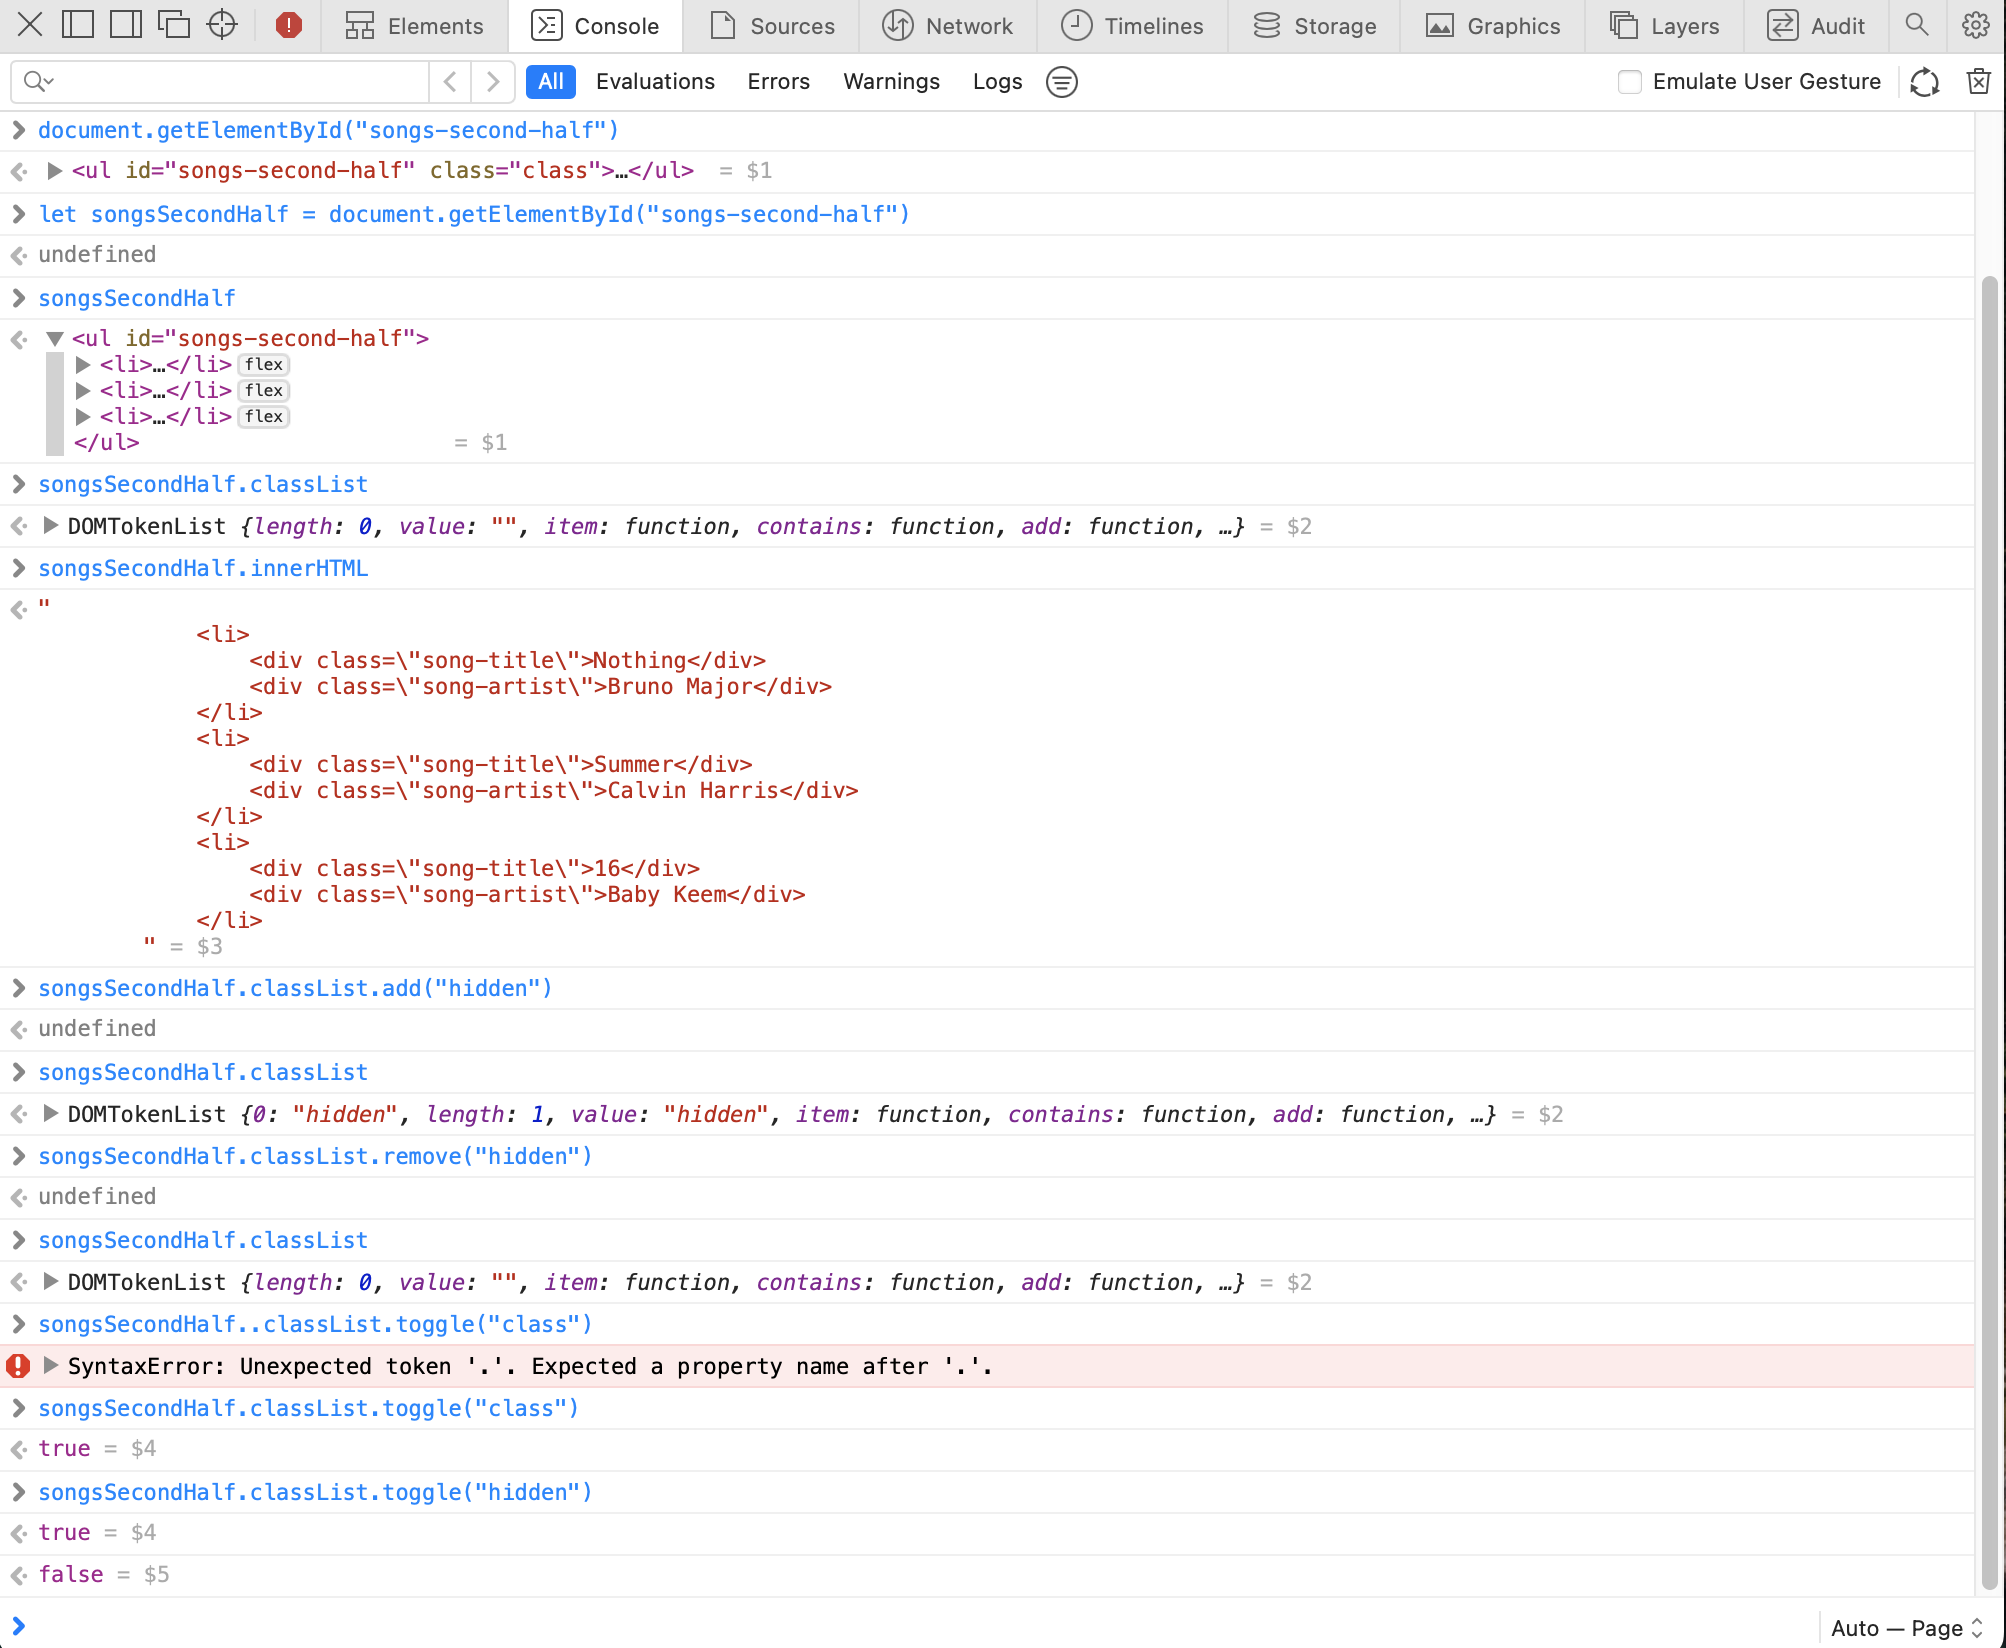 Elements Console Sources Network Timelines Storage Graphics Layers Audit
All Evaluations Errors Warnings Logs Emulate User Gesture
document.getElementById("songs-second-half")
<ul id="songs-second-half" class="class">…</ul> = $1
let songsSecondHalf = document.getElementById("songs-second-half")
undefined
songsSecondHalf
<ul id="songs-second-half">
<li>…</li> flex
<li>…</li> flex
<li>…</li> flex
</ul> = $1
songsSecondHalf.classList
DOMTokenList {length: 0, value: "", item: function, contains: function, add: function, …} = $2
songsSecondHalf.innerHTML
"
<li>
<div class=\"song-title\">Nothing</div>
<div class=\"song-artist\">Bruno Major</div>
</li>
<li>
<div class=\"song-title\">Summer</div>
<div class=\"song-artist\">Calvin Harris</div>
</li>
<li>
<div class=\"song-title\">16</div>
<div class=\"song-artist\">Baby Keem</div>
</li>
" = $3
songsSecondHalf.classList.add("hidden")
undefined
songsSecondHalf.classList
DOMTokenList {0: "hidden", length: 1, value: "hidden", item: function, contains: function, add: function, …} = $2
songsSecondHalf.classList.remove("hidden")
undefined
songsSecondHalf.classList
DOMTokenList {length: 0, value: "", item: function, contains: function, add: function, …} = $2
songsSecondHalf..classList.toggle("class")
SyntaxError: Unexpected token '.'. Expected a property name after '.'.
songsSecondHalf.classList.toggle("class")
true = $4
songsSecondHalf.classList.toggle("hidden")
true = $4
false = $5
Auto — Page